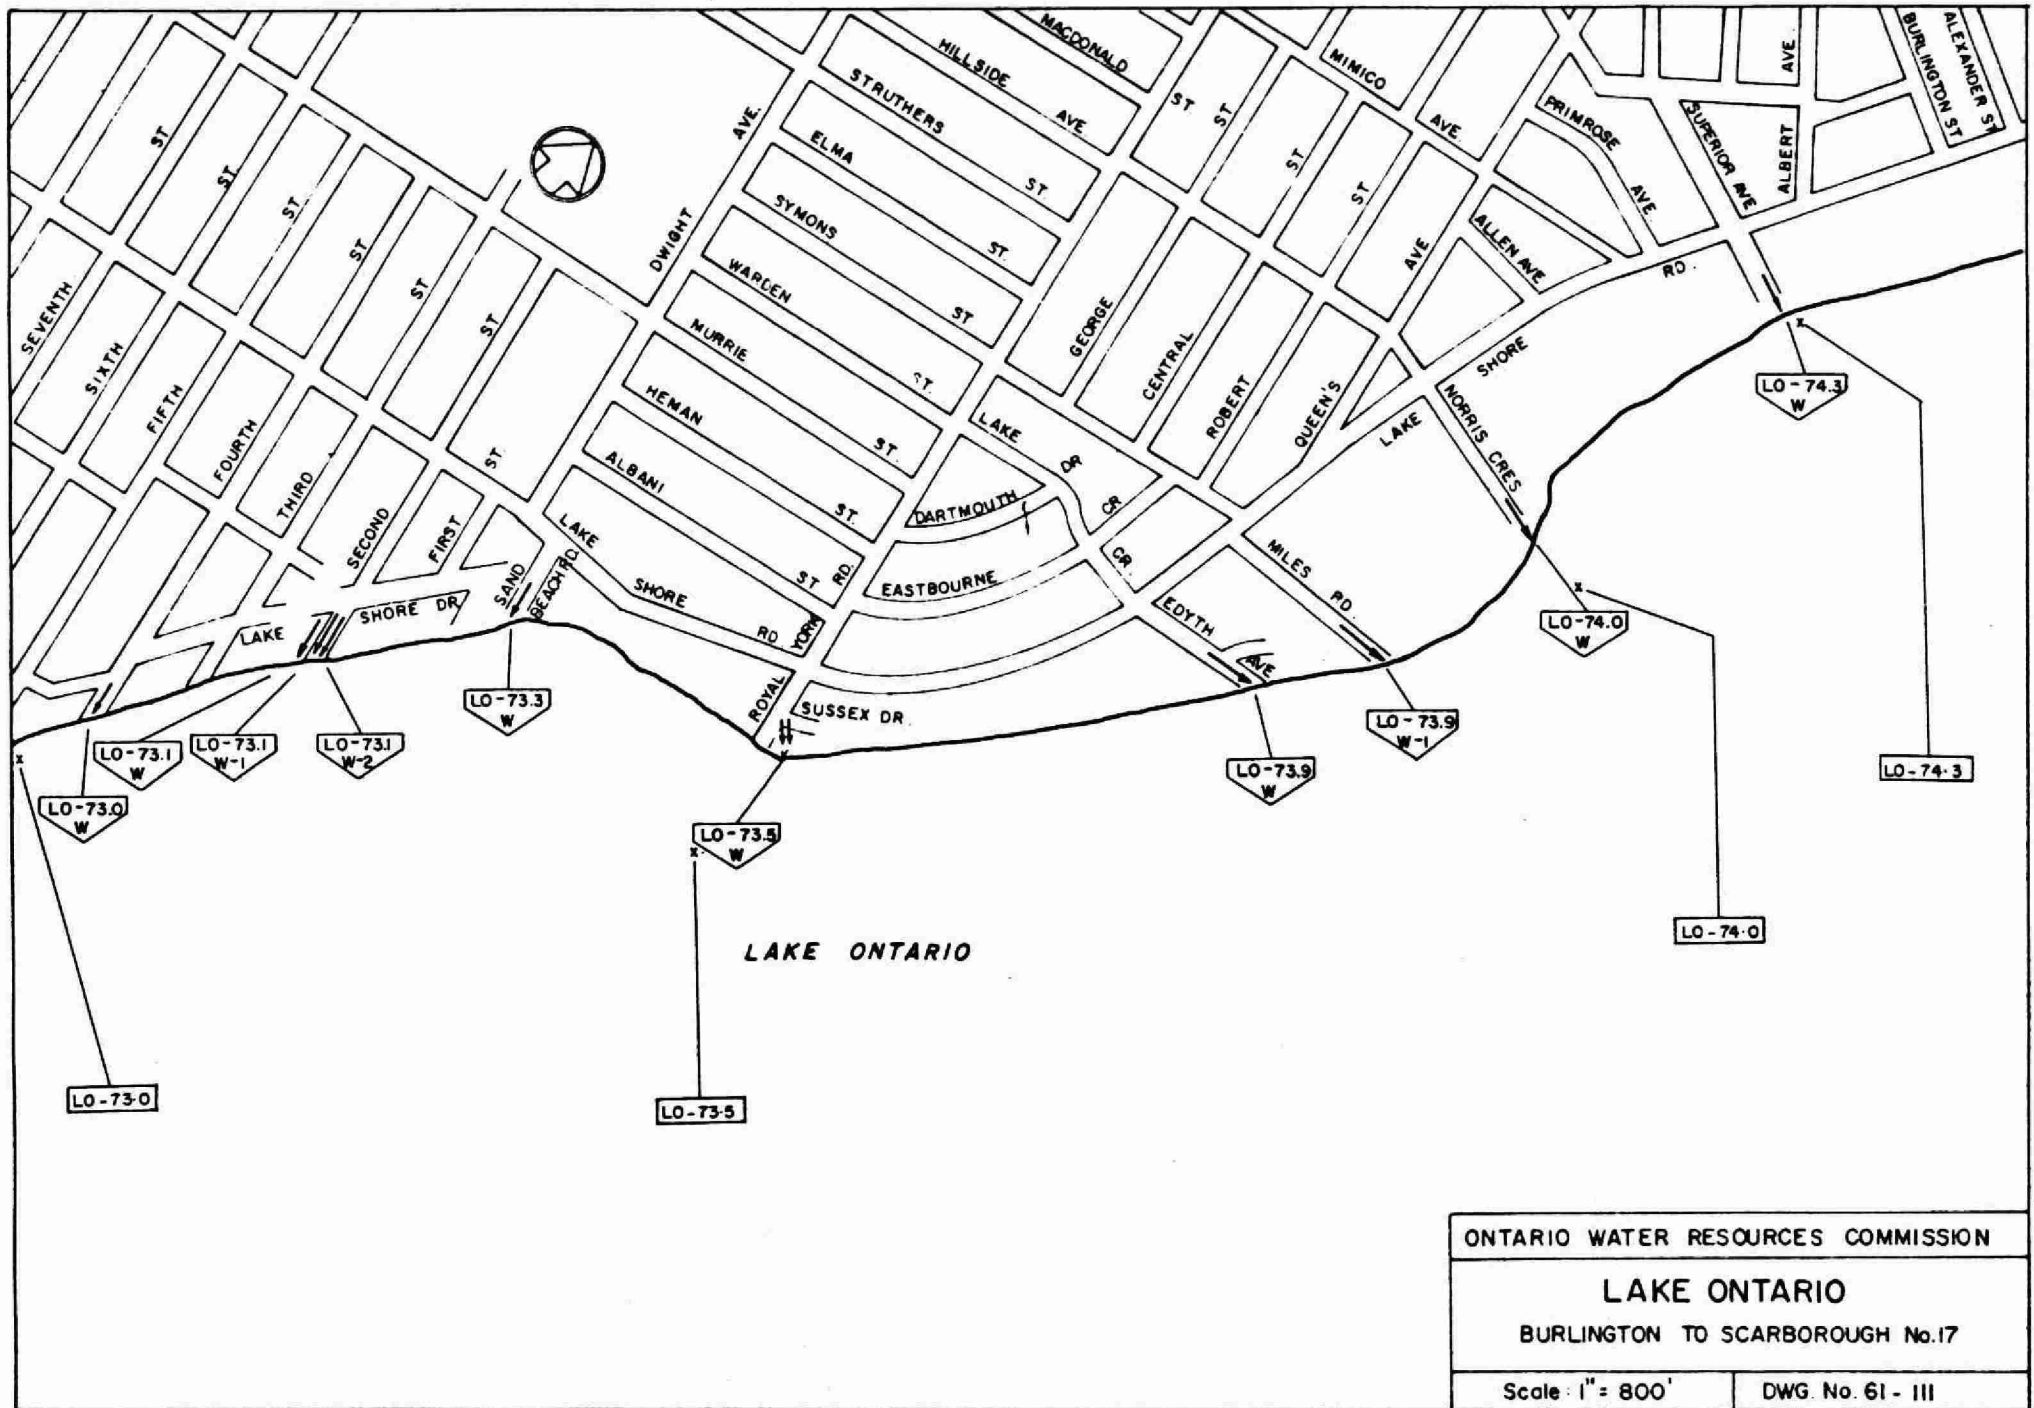 MACDONALD
ST
HILLSIDE AVE
STRUTHERS ST.
ELMA ST.
SYMONS ST
WARDEN ST.
MURRIE ST.
HEMAN ST.
ALBANI ST
DWIGHT AVE.
MIMICO AVE.
PRIMROSE AVE.
SUPERIOR AVE
ALBERT AVE.
BURLINGTON ST.
ALEXANDER ST.
ALLEN AVE
SEVENTH ST
SIXTH ST
FIFTH ST
FOURTH ST
THIRD ST
SECOND ST
FIRST ST.
GEORGE ST
CENTRAL ST
ROBERT ST
QUEEN'S AVE
LAKE SHORE RD.
NORRIS CRES
LAKE CR
DR
DARTMOUTH CR
EASTBOURNE CR.
MILES RD
EDYTH AVE
LAKE SHORE RD
ROYAL YORK RD.
SUSSEX DR.
SAND BEACH RD.
LAKE SHORE DR
LO-73.0
W
LO-73.1
W
LO-73.1
W-1
LO-73.1
W-2
LO-73.3
W
LO-73.5
W
LO-73.9
W
LO-73.9
W-1
LO-74.0
W
LO-74.3
W
x
x
x
x
LO-74·3
LO-74·0
LO-73·0
LO-73·5
LAKE ONTARIO
ONTARIO WATER RESOURCES COMMISSION
LAKE ONTARIO
BURLINGTON TO SCARBOROUGH No.17
Scale: 1" = 800'
DWG. No. 61 - 111